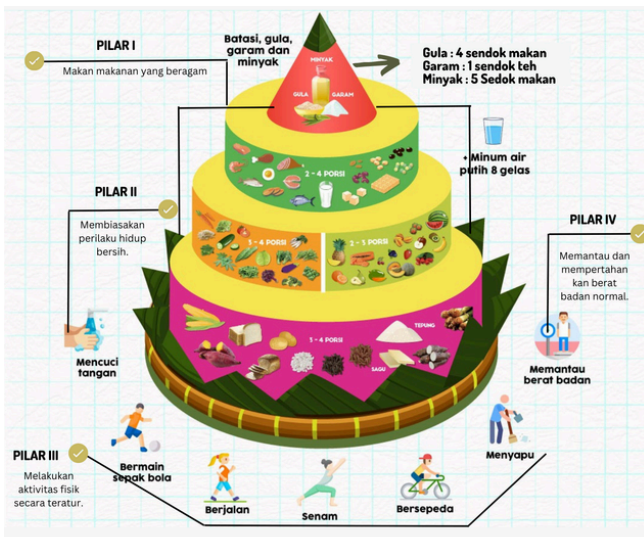 PILAR I
Makan makanan yang beragam
Batasi, gula,
garam dan
minyak
MINYAK
GULA
GARAM
Gula : 4 sendok makan
Garam : 1 sendok teh
Minyak : 5 Sedok makan
2 - 4 PORSI
+ Minum air
putih 8 gelas
PILAR II
Membiasakan
perilaku hidup
bersih.
3 - 4 PORSI
2 - 3 PORSI
PILAR IV
Memantau dan
mempertahan
kan berat
badan normal.
Mencuci
tangan
3 - 4 PORSI
TEPUNG
SAGU
Memantau
berat badan
PILAR III
Melakukan
aktivitas fisik
secara teratur.
Bermain
sepak bola
Berjalan
Senam
Bersepeda
Menyapu